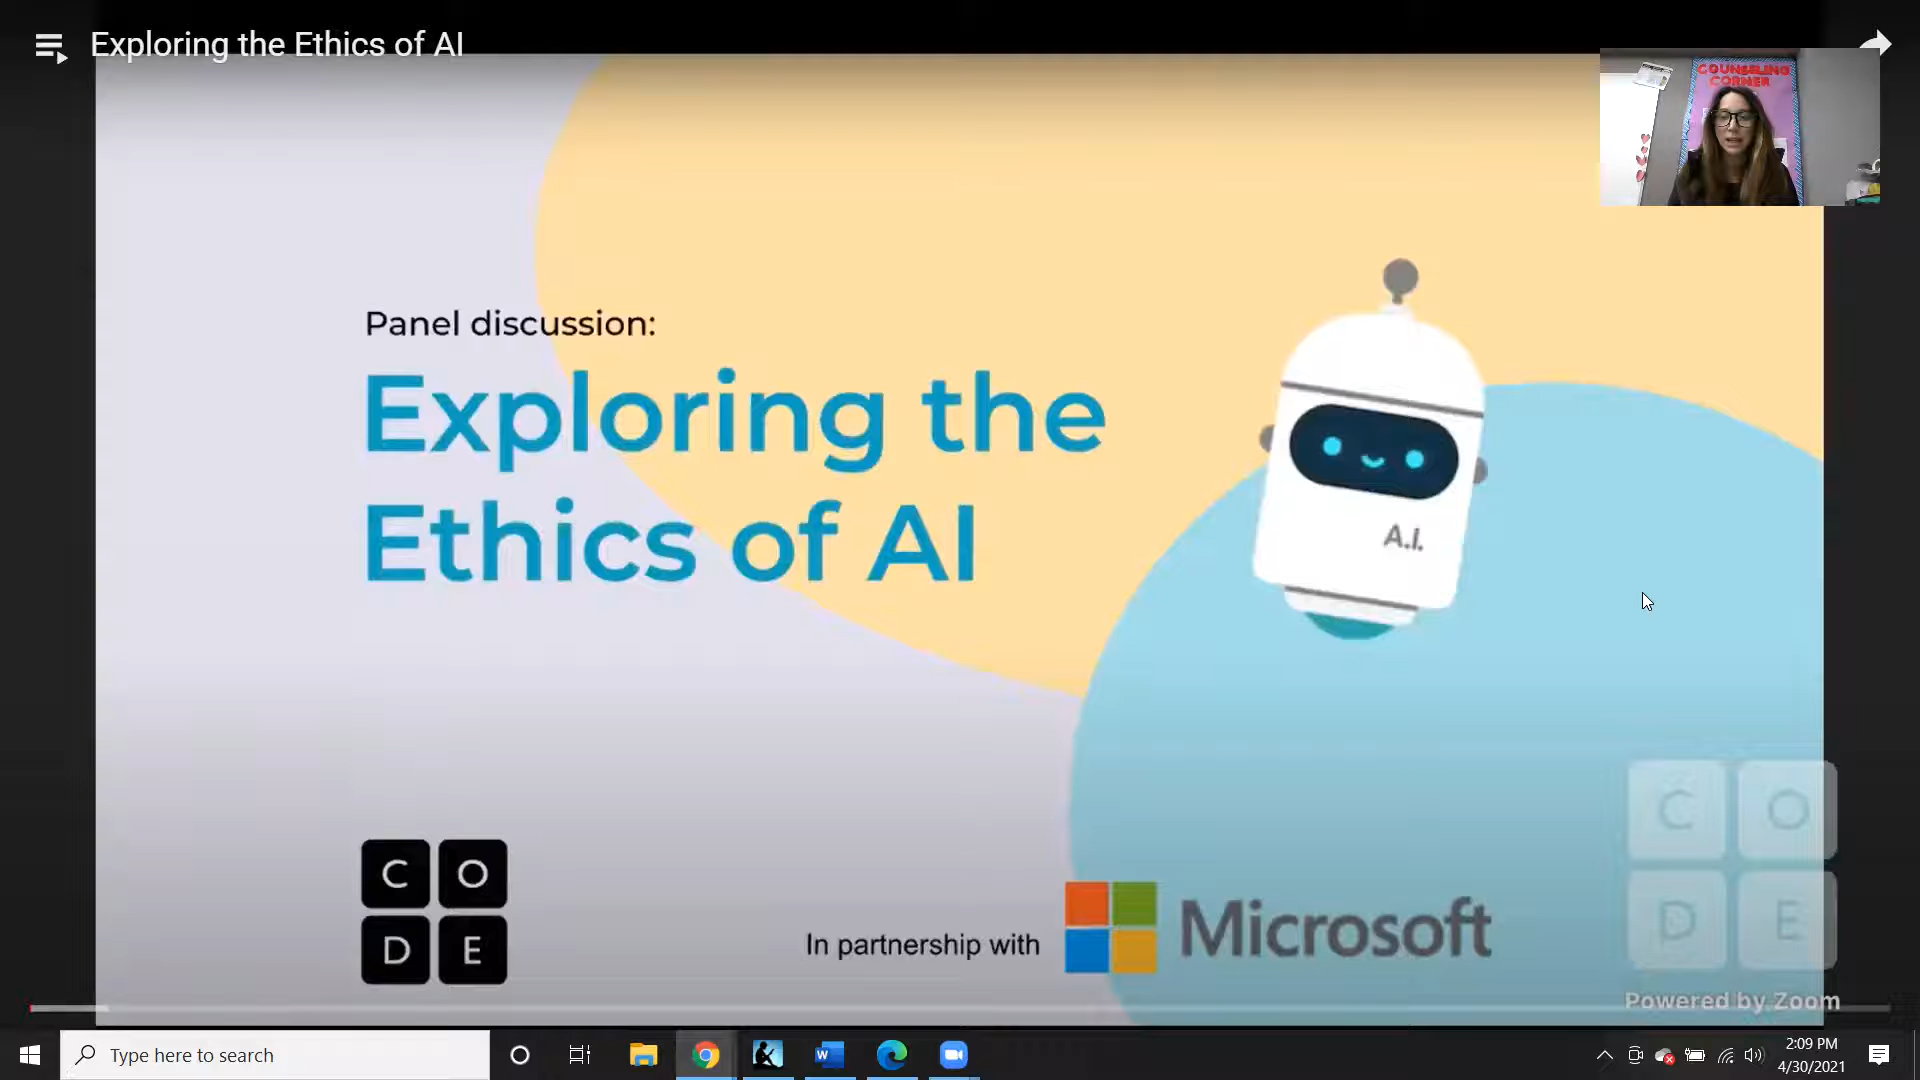 Exploring the Ethics of AI
COUNSELING
CORNER
Panel discussion:
Exploring the
Ethics of AI
A.I.
C O
D E
In partnership with
Microsoft
C O
D E
Powered by Zoom
Type here to search
2:09 PM
4/30/2021